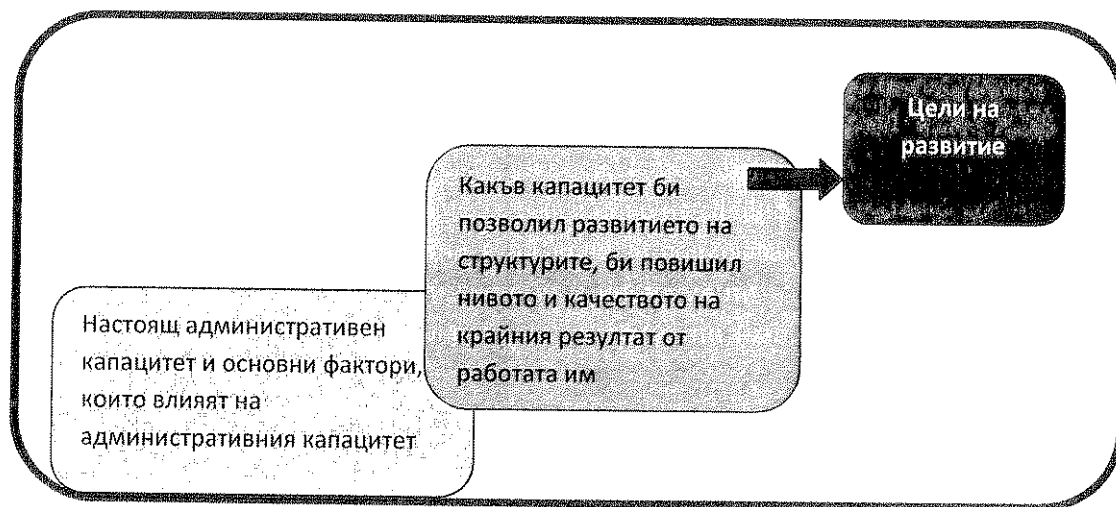 Цели на
развитие
Какъв капацитет би
позволил развитието на
структурите, би повишил
нивото и качеството на
крайния резултат от
работата им
Настоящ административен
капацитет и основни фактори,
които влияят на
административния капацитет